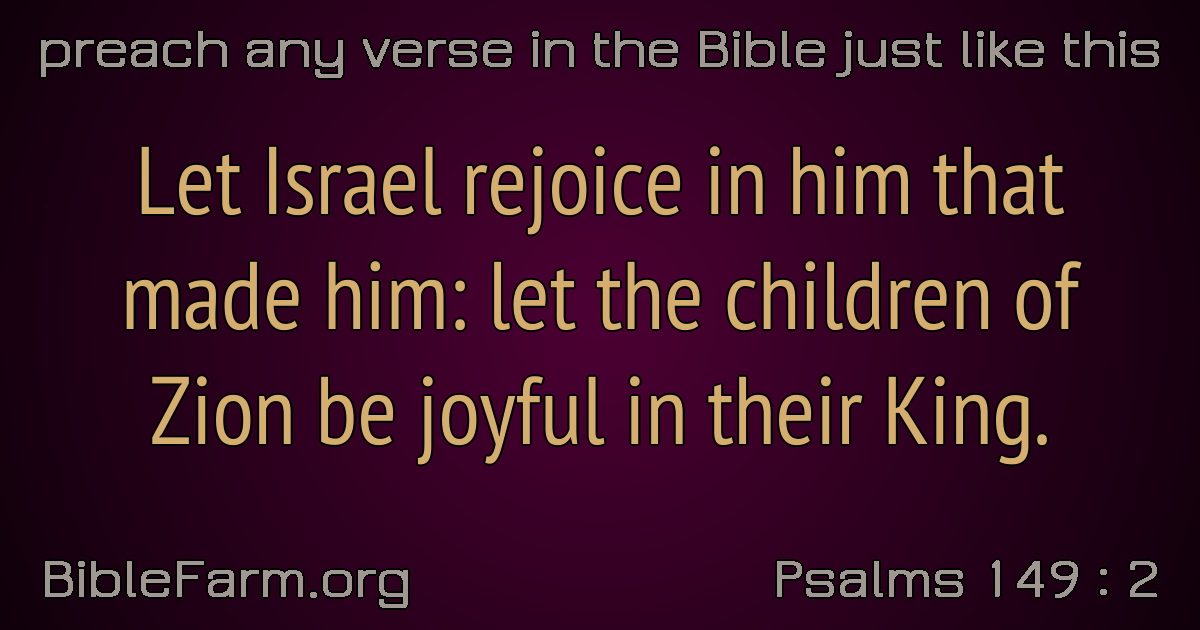 preach any verse in the Bible just like this
Let Israel rejoice in him that
made him: let the children of
Zion be joyful in their King.
BibleFarm.org
Psalms 149 : 2